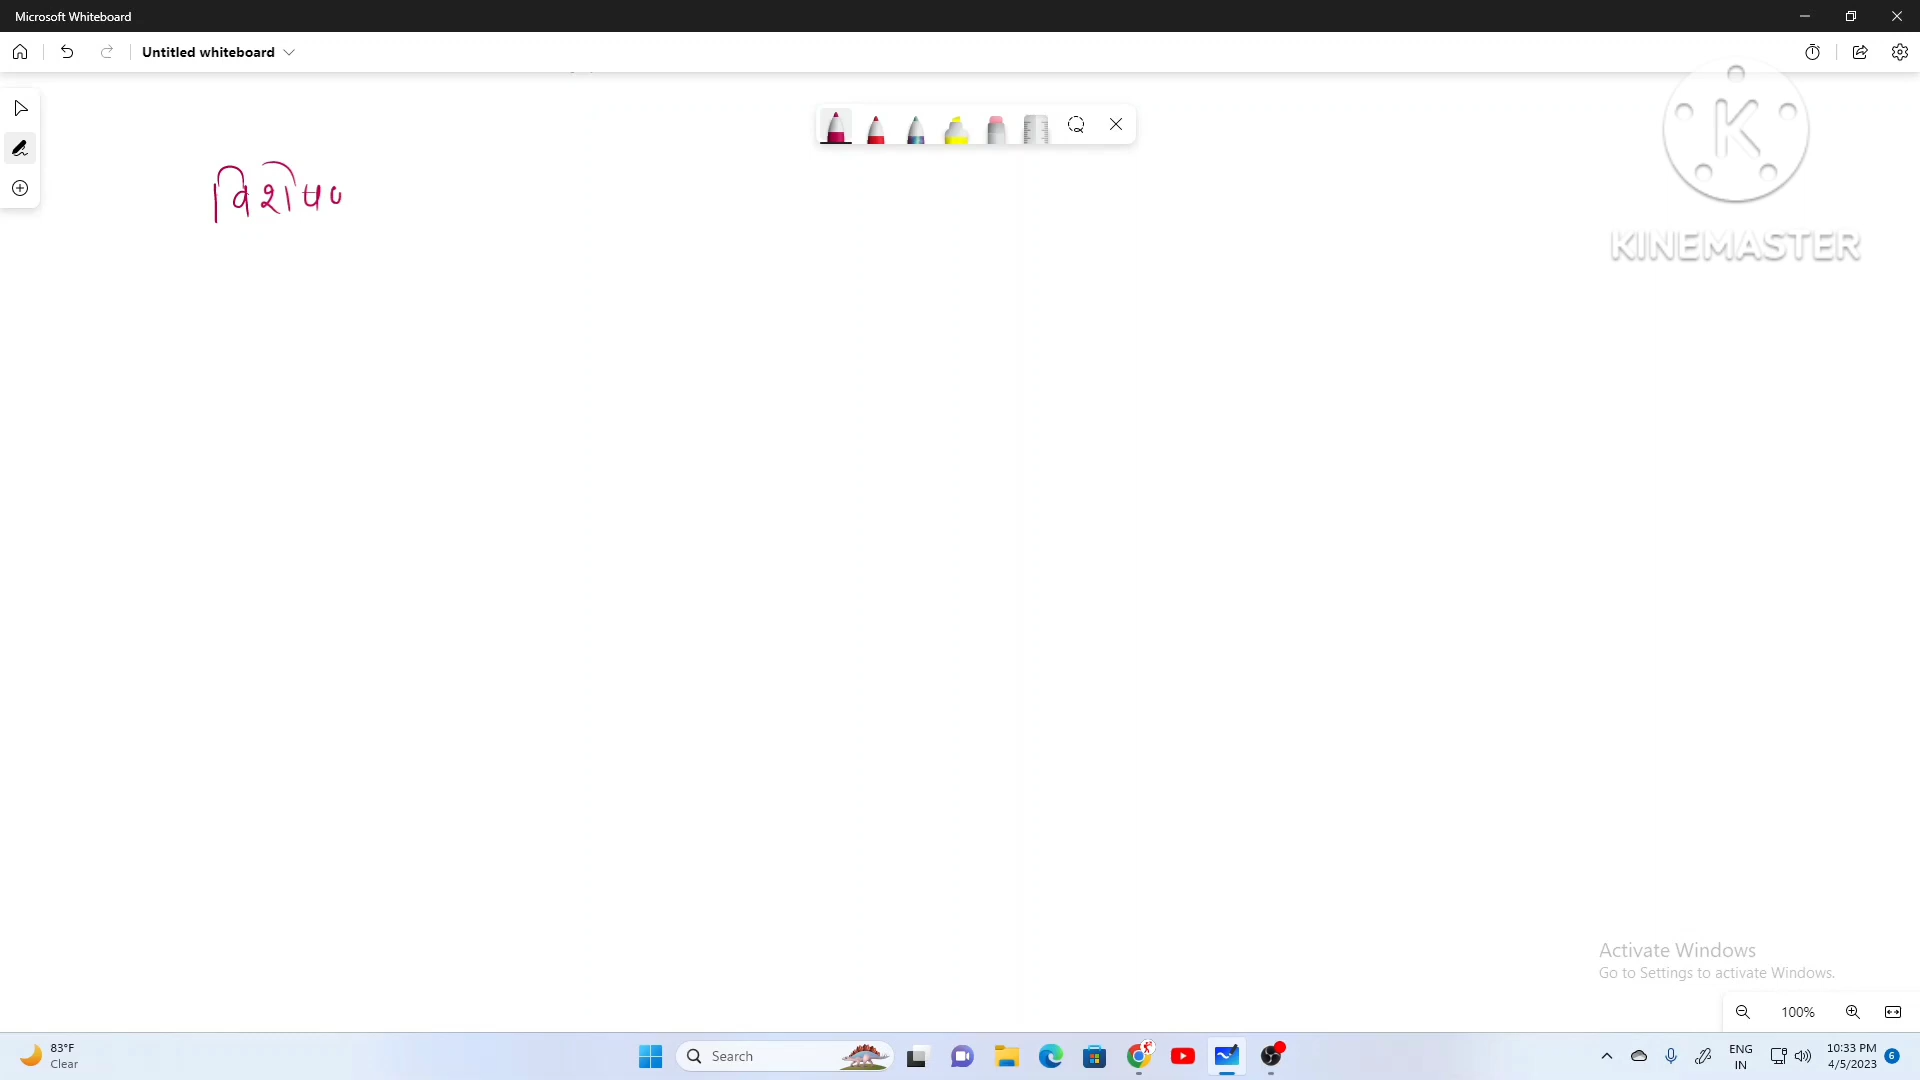 Microsoft Whiteboard
Untitled whiteboard
KINEMASTER
Activate Windows
Go to Settings to activate Windows.
100%
83°F
Clear
Search
ENG
IN
10:33 PM
4/5/2023
6